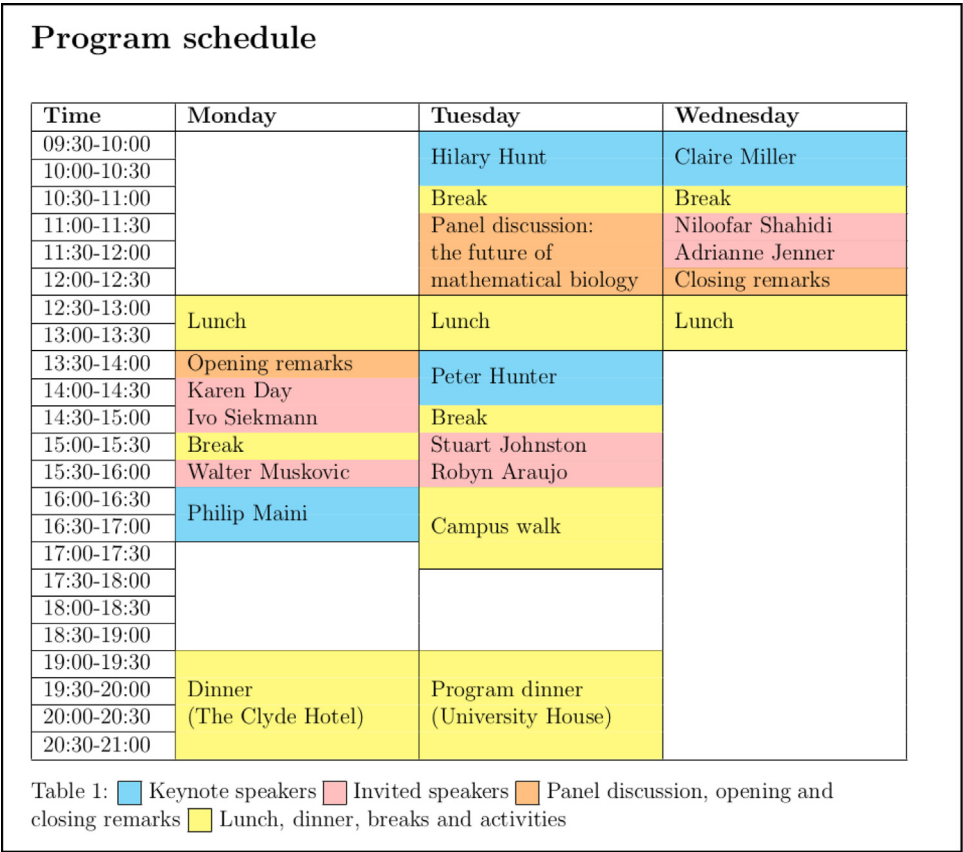 Program schedule
Time Monday Tuesday Wednesday
09:30-10:00
Hilary Hunt Claire Miller
10:00-10:30
10:30-11:00 Break Break
11:00-11:30 Panel discussion: Niloofar Shahidi
11:30-12:00 the future of Adrianne Jenner
12:00-12:30 mathematical biology Closing remarks
12:30-13:00
Lunch Lunch Lunch
13:00-13:30
13:30-14:00 Opening remarks
Peter Hunter
14:00-14:30 Karen Day
14:30-15:00 Ivo Siekmann Break
15:00-15:30 Break Stuart Johnston
15:30-16:00 Walter Muskovic Robyn Araujo
16:00-16:30
Philip Maini
16:30-17:00 Campus walk
17:00-17:30
17:30-18:00
18:00-18:30
18:30-19:00
19:00-19:30
19:30-20:00 Dinner Program dinner
20:00-20:30 (The Clyde Hotel) (University House)
20:30-21:00
Table 1: Keynote speakers Invited speakers Panel discussion, opening and
closing remarks Lunch, dinner, breaks and activities